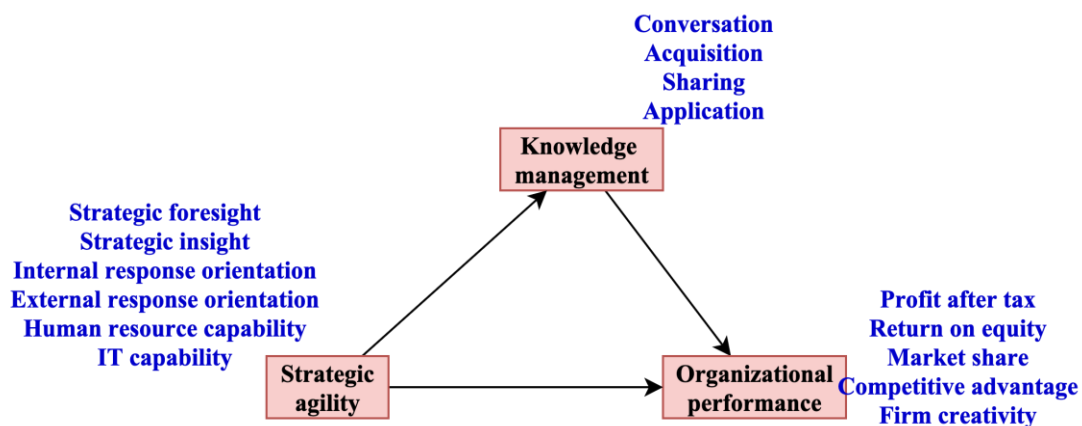 Conversation
Acquisition
Sharing
Application
Knowledge
management
Strategic foresight
Strategic insight
Internal response orientation
External response orientation
Human resource capability
IT capability
Strategic
agility
Organizational
performance
Profit after tax
Return on equity
Market share
Competitive advantage
Firm creativity